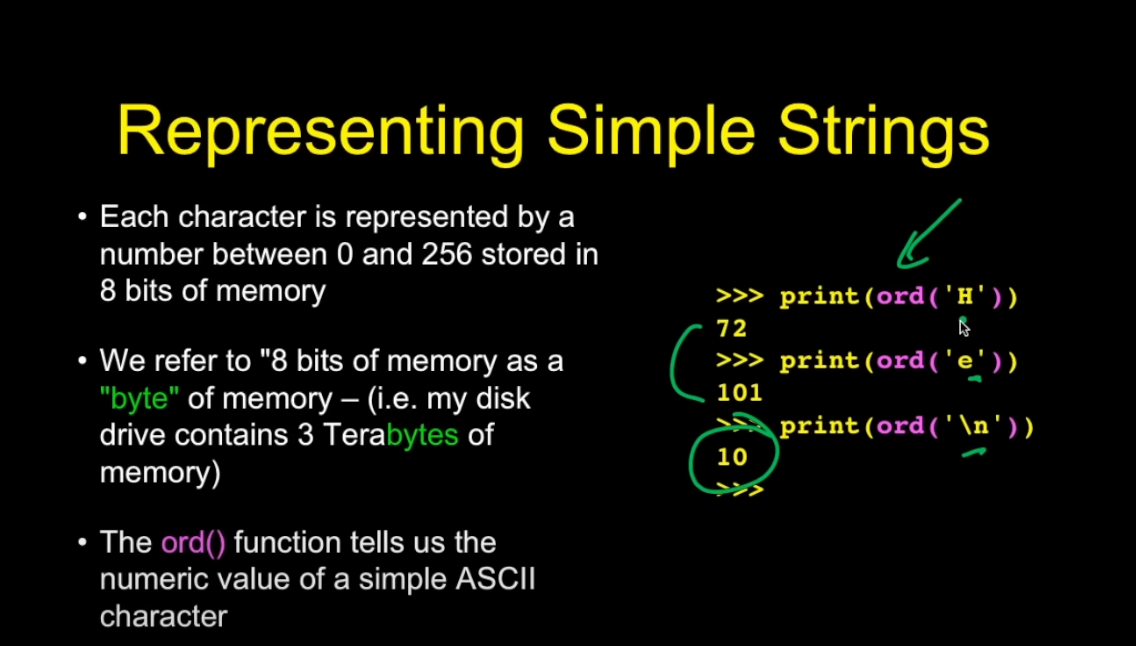 Representing Simple Strings
• Each character is represented by a
number between 0 and 256 stored in
8 bits of memory
• We refer to "8 bits of memory as a
"byte" of memory – (i.e. my disk
drive contains 3 Terabytes of
memory)
• The ord() function tells us the
numeric value of a simple ASCII
character
>>> print(ord('H'))
72
>>> print(ord('e'))
101
>>> print(ord('\n'))
10
>>>